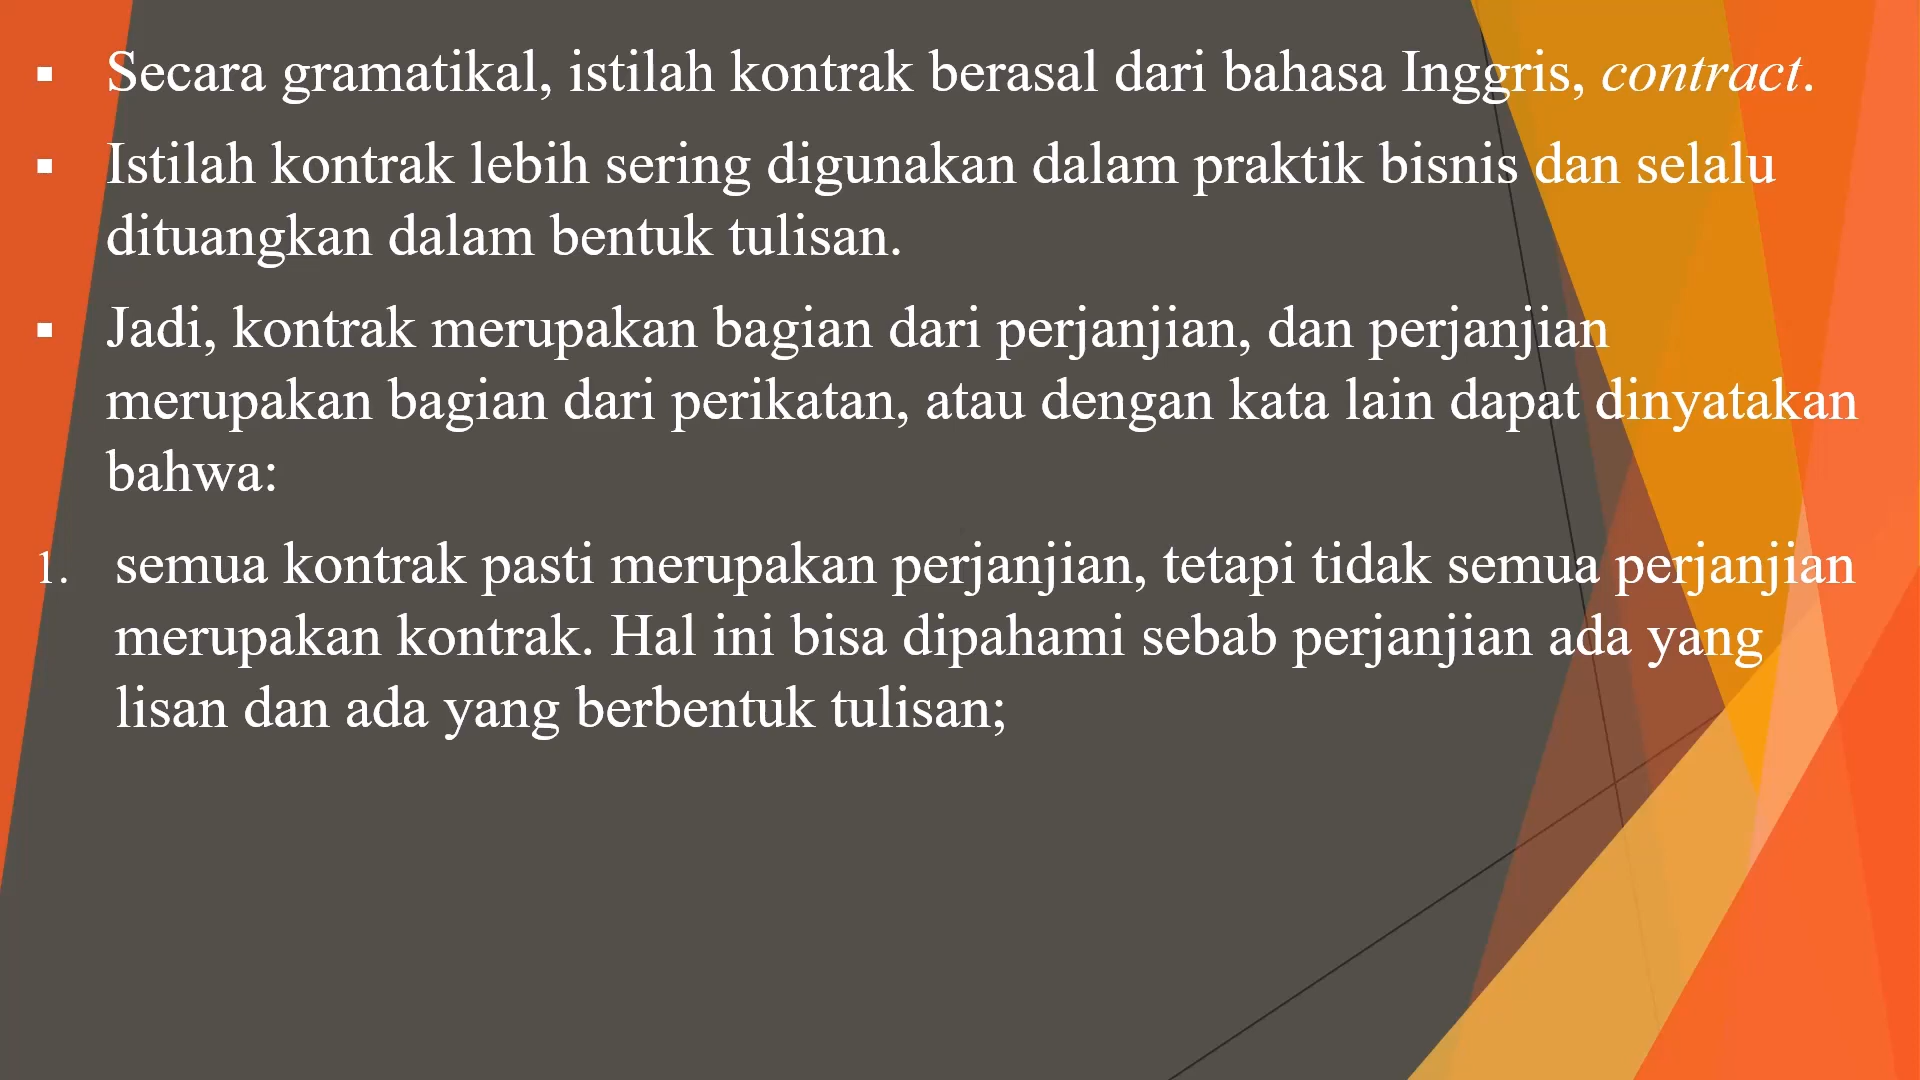 ▪ Secara gramatikal, istilah kontrak berasal dari bahasa Inggris, contract.
▪ Istilah kontrak lebih sering digunakan dalam praktik bisnis dan selalu
dituangkan dalam bentuk tulisan.
▪ Jadi, kontrak merupakan bagian dari perjanjian, dan perjanjian
merupakan bagian dari perikatan, atau dengan kata lain dapat dinyatakan
bahwa:
1. semua kontrak pasti merupakan perjanjian, tetapi tidak semua perjanjian
merupakan kontrak. Hal ini bisa dipahami sebab perjanjian ada yang
lisan dan ada yang berbentuk tulisan;